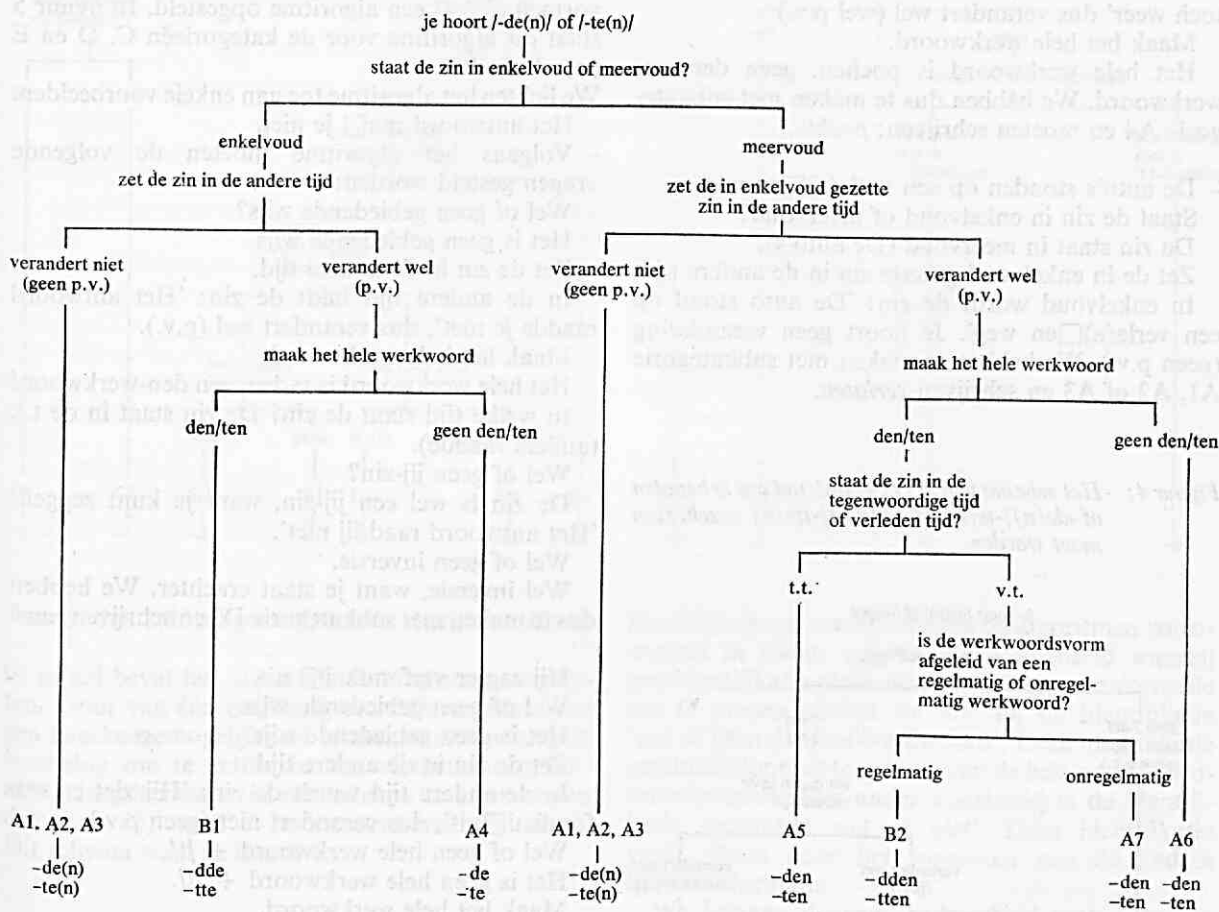 je hoort /-de(n)/ of /-te(n)/
staat de zin in enkelvoud of meervoud?
enkelvoud
meervoud
zet de zin in de andere tijd
zet de in enkelvoud gezette
zin in de andere tijd
verandert niet
(geen p.v.)
verandert wel
(p.v.)
verandert niet
(geen p.v.)
verandert wel
(p.v.)
maak het hele werkwoord
maak het hele werkwoord
den/ten
geen den/ten
den/ten
geen den/ten
staat de zin in de
tegenwoordige tijd
of verleden tijd?
t.t.
v.t.
is de werkwoordsvorm
afgeleid van een
regelmatig of onregel-
matig werkwoord?
regelmatig
onregelmatig
A1, A2, A3
B1
A4
A1, A2, A3
A5
B2
A7
A6
-de(n)
-te(n)
-dde
-tte
-de
-te
-de(n)
-te(n)
-den
-ten
-dden
-tten
-den
-ten
-den
-ten